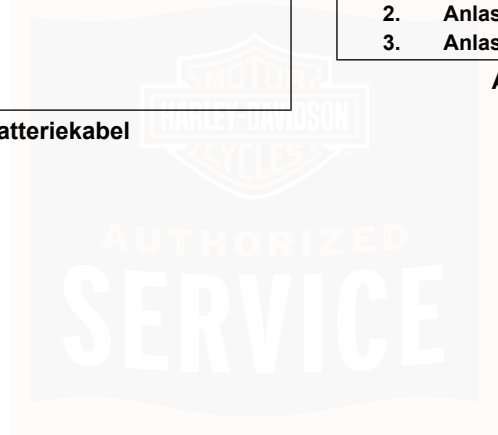 2. Anlas
3. Anlas
A
atteriekabel
MOTOR
HARLEY-DAVIDSON
CYCLES
AUTHORIZED
SERVICE